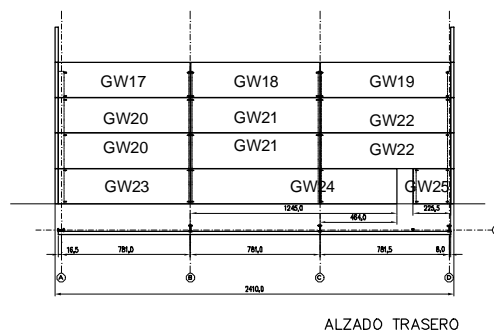 GW17 GW18 GW19
GW20 GW21 GW22
GW20 GW21 GW22
GW23 GW24 GW25
1245,0 225,5
464,0
16,5 781,0 781,0 781,5 8,0
A B C D
2410,0
ALZADO TRASERO